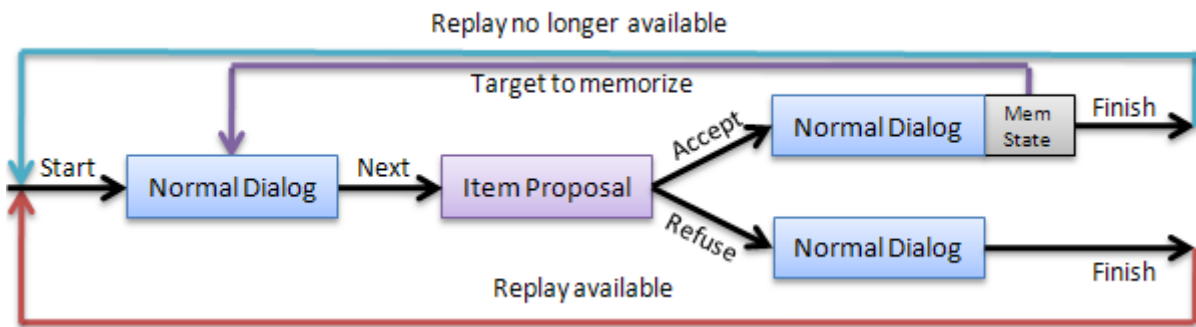 Replay no longer available
Target to memorize
Normal Dialog
Mem
State
Finish
Accept
Start
Normal Dialog
Next
Item Proposal
Refuse
Normal Dialog
Finish
Replay available